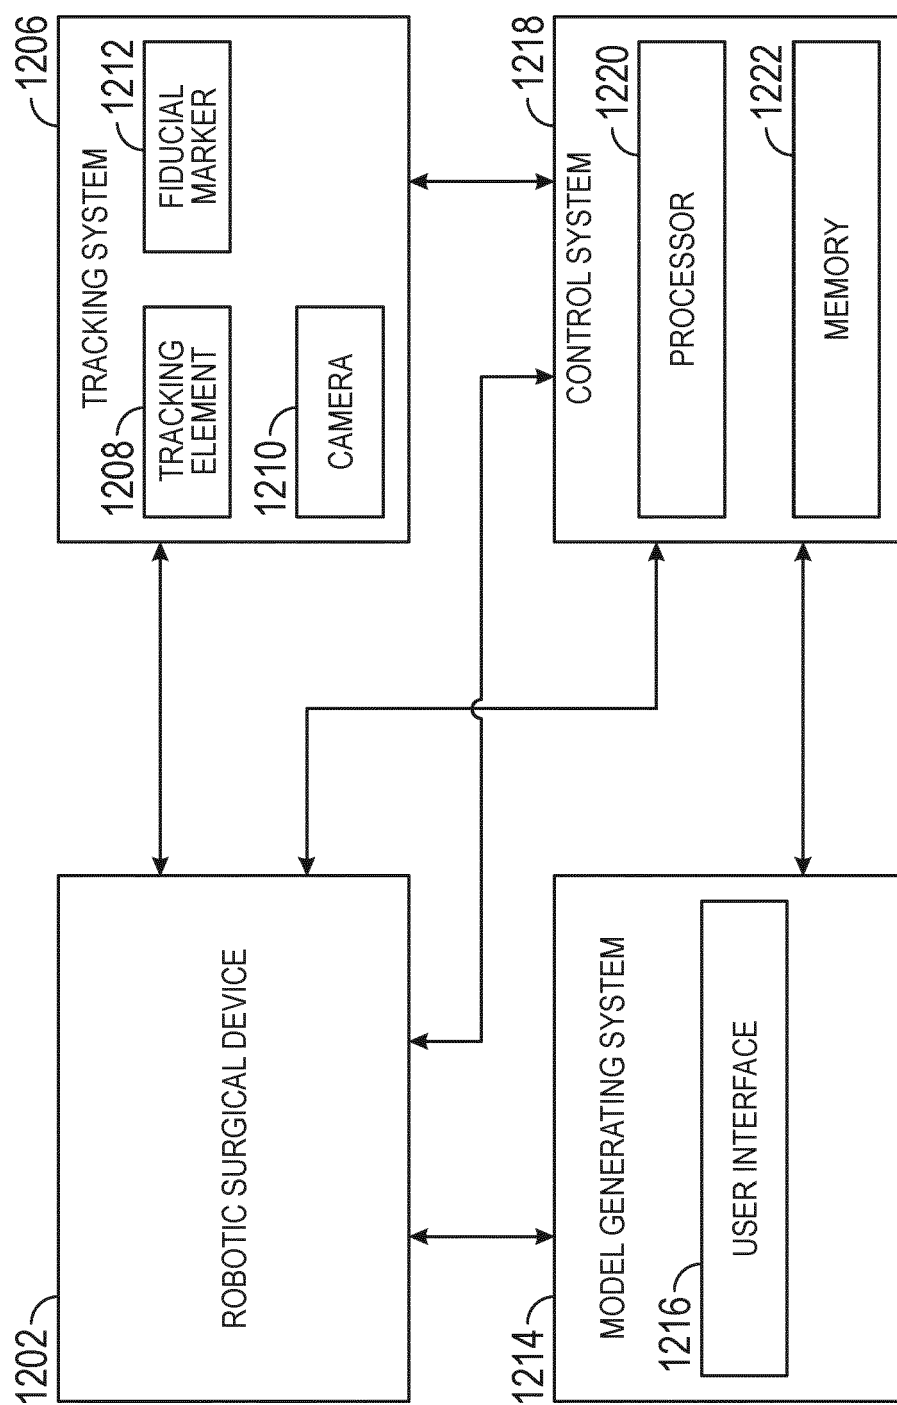 1202
ROBOTIC SURGICAL DEVICE
1206
TRACKING SYSTEM
1208
TRACKING
ELEMENT
1212
FIDUCIAL
MARKER
1210
CAMERA
1214
MODEL GENERATING SYSTEM
1216
USER INTERFACE
1218
CONTROL SYSTEM
1220
PROCESSOR
1222
MEMORY